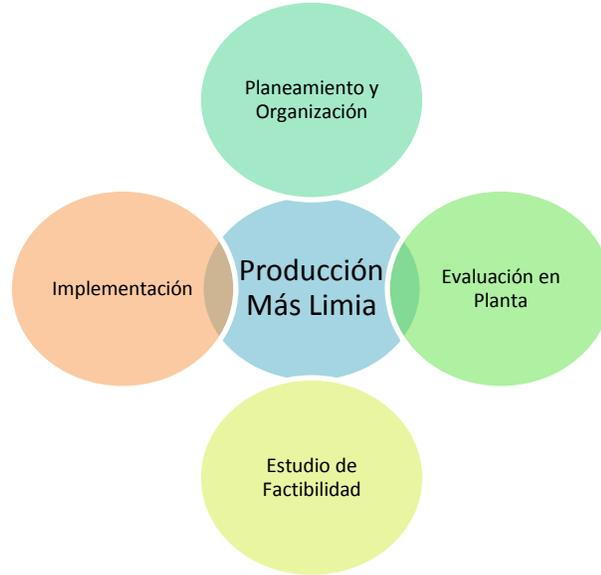 Planeamiento y
Organización
Implementación
Producción
Más Limia
Evaluación en
Planta
Estudio de
Factibilidad